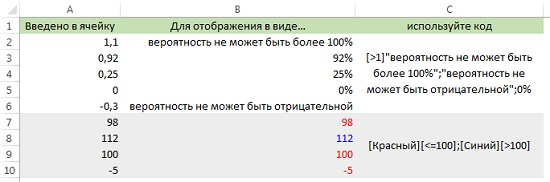 A B C
1 Введено в ячейку Для отображения в виде... используйте код
2 1,1 вероятность не может быть более 100%
3 0,92 92% [>1]"вероятность не может быть
4 0,25 25% более 100%";"вероятность не
5 0 0% может быть отрицательной";0%
6 -0,3 вероятность не может быть отрицательной
7 98 98
8 112 112 [Красный][<=100];[Синий][>100]
9 100 100
10 -5 -5